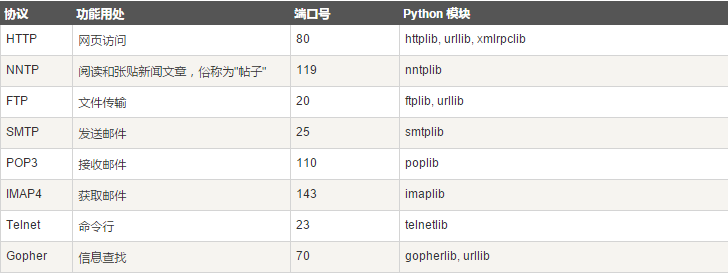 协议 功能用处 端口号 Python 模块
HTTP 网页访问 80 httplib, urllib, xmlrpclib
NNTP 阅读和张贴新闻文章，俗称为"帖子" 119 nntplib
FTP 文件传输 20 ftplib, urllib
SMTP 发送邮件 25 smtplib
POP3 接收邮件 110 poplib
IMAP4 获取邮件 143 imaplib
Telnet 命令行 23 telnetlib
Gopher 信息查找 70 gopherlib, urllib